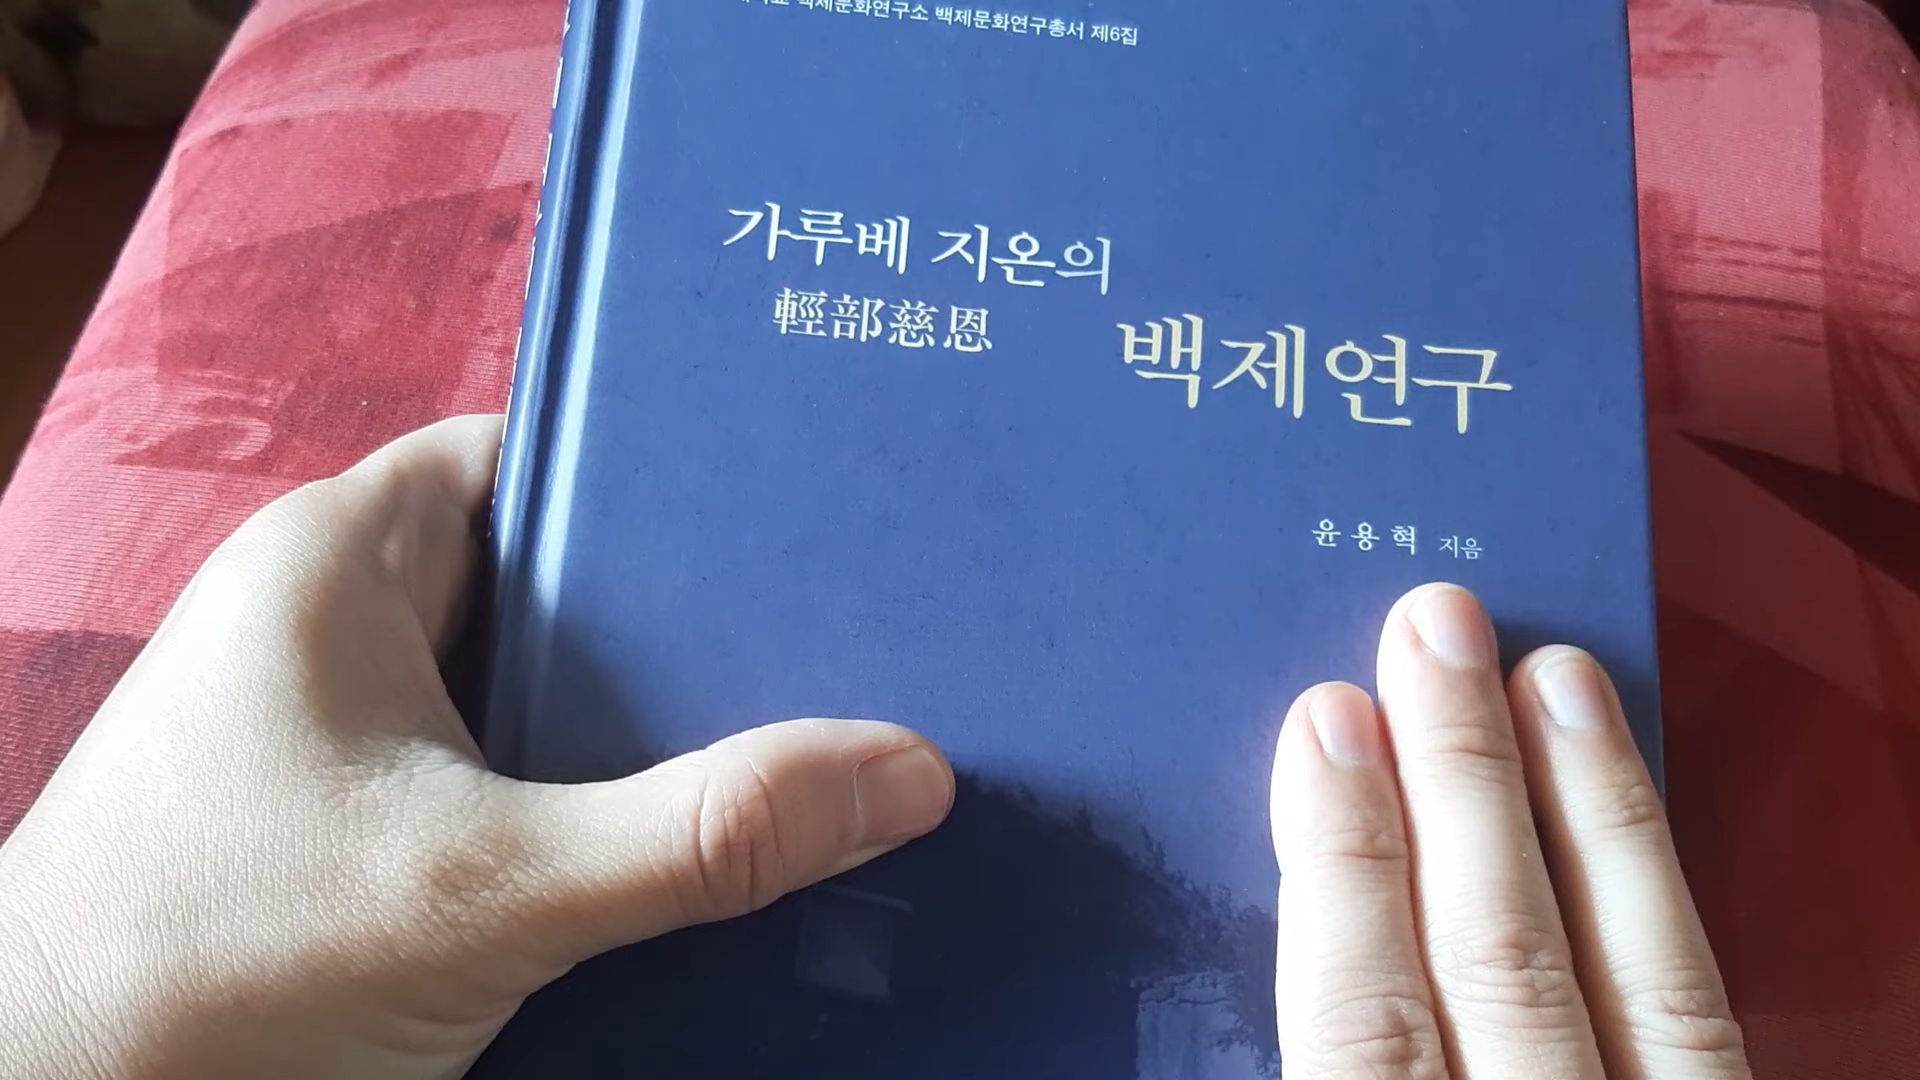 백제문화연구소 백제문화연구총서 제6집
가루베 지온의
輕部慈恩
백제연구
윤용혁 지음